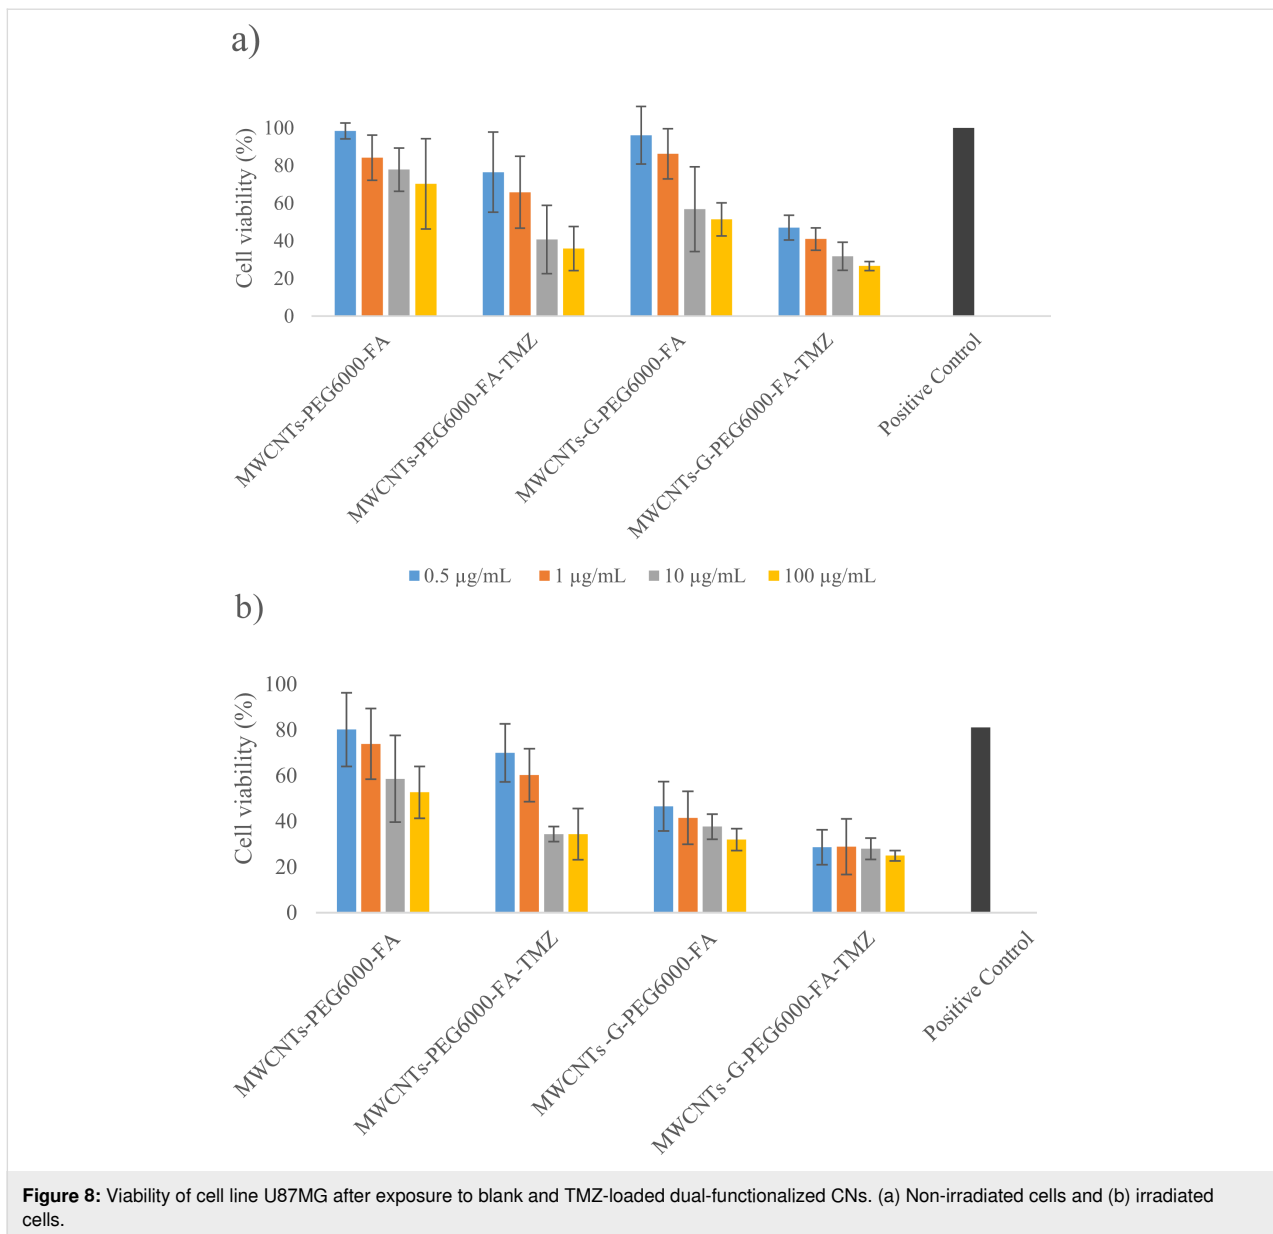 a)
Cell viability (%)
100
80
60
40
20
0
MWCNTs-PEG6000-FA
MWCNTs-PEG6000-FA-TMZ
MWCNTs-G-PEG6000-FA
MWCNTs-G-PEG6000-FA-TMZ
Positive Control
0.5 µg/mL 1 µg/mL 10 µg/mL 100 µg/mL
b)
Cell viability (%)
100
80
60
40
20
0
MWCNTs-PEG6000-FA
MWCNTs-PEG6000-FA-TMZ
MWCNTs -G-PEG6000-FA
MWCNTs -G-PEG6000-FA-TMZ
Positive Control
Figure 8: Viability of cell line U87MG after exposure to blank and TMZ-loaded dual-functionalized CNs. (a) Non-irradiated cells and (b) irradiated
cells.